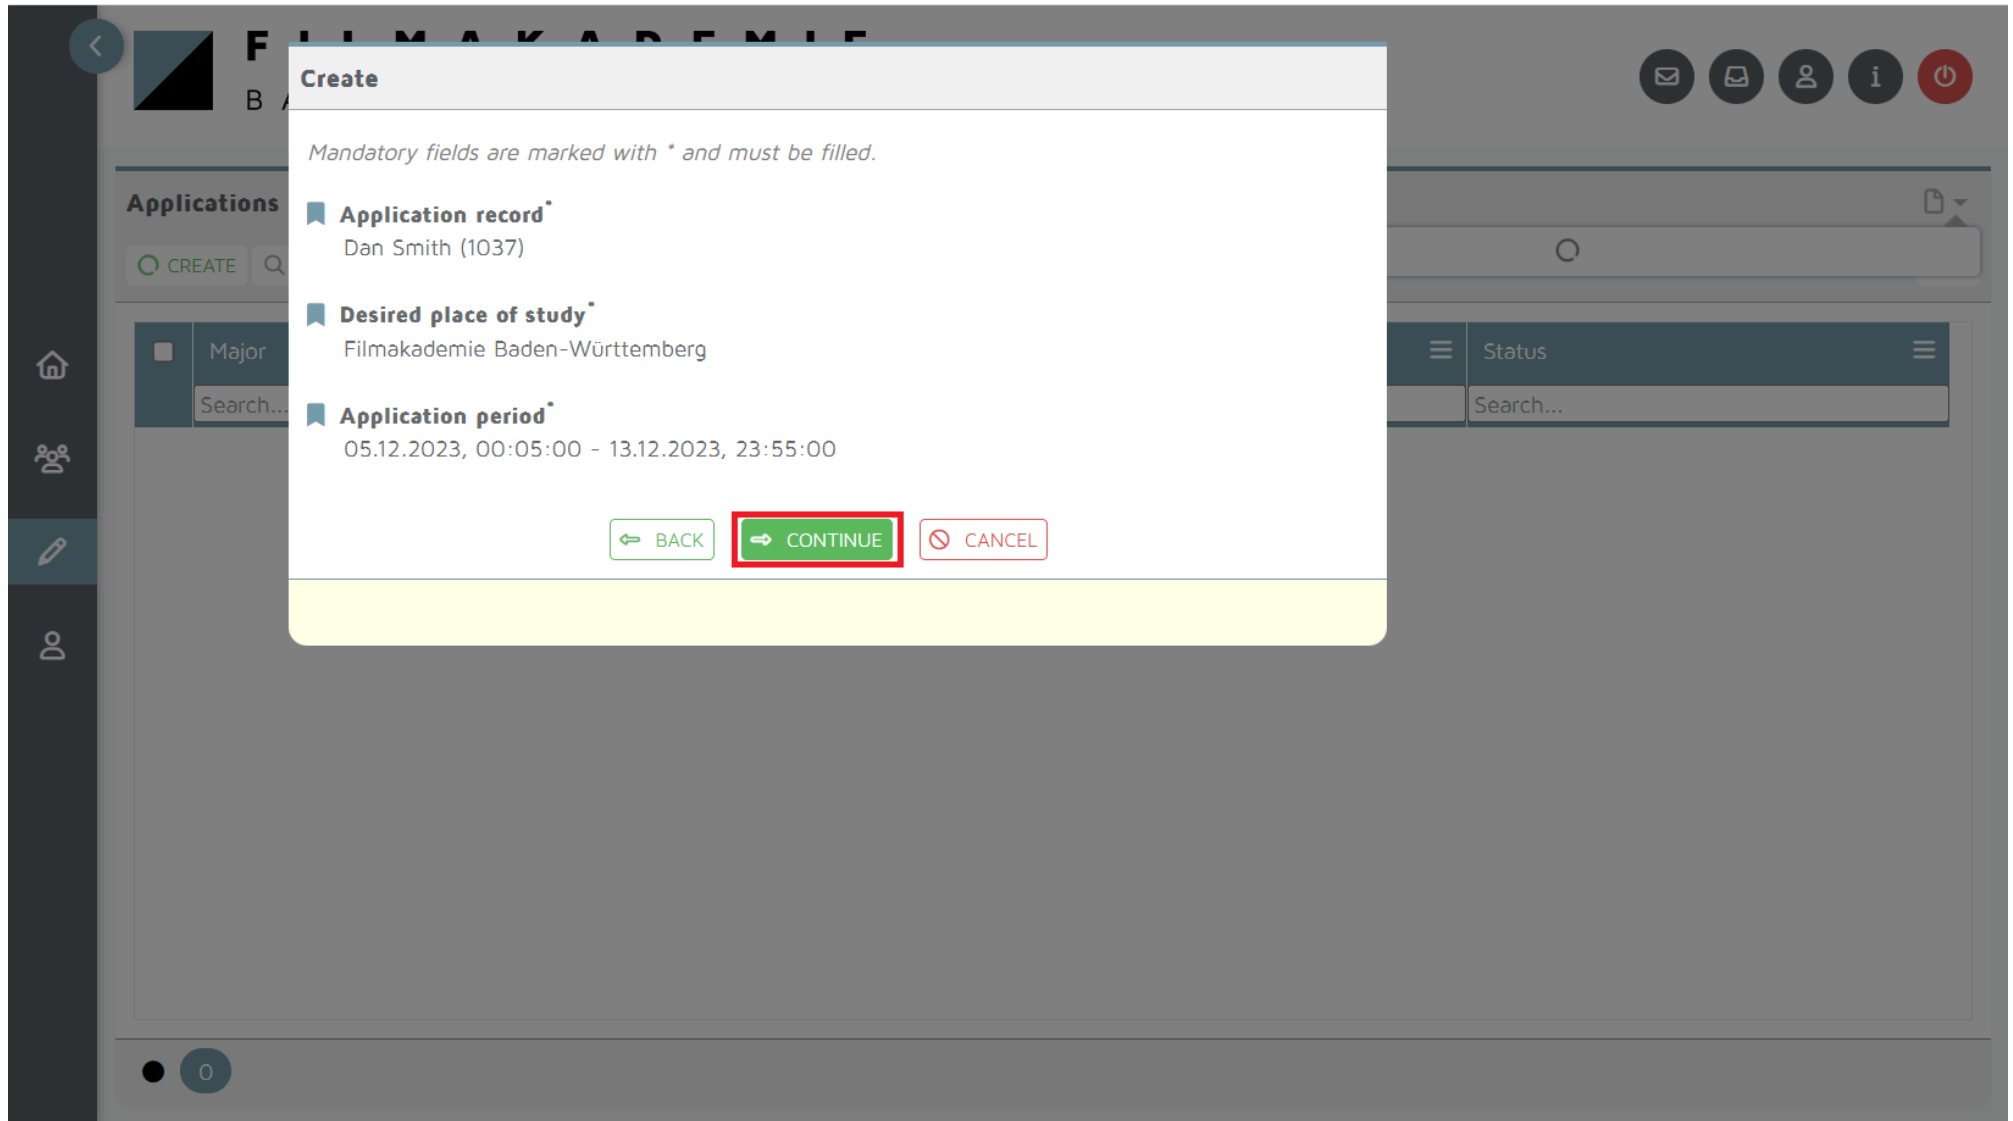 Create
Mandatory fields are marked with * and must be filled.
Application record*
Dan Smith (1037)
Desired place of study*
Filmakademie Baden-Württemberg
Application period*
05.12.2023, 00:05:00 - 13.12.2023, 23:55:00
BACK CONTINUE CANCEL
Applications
CREATE
Major Status
Search... Search...
0